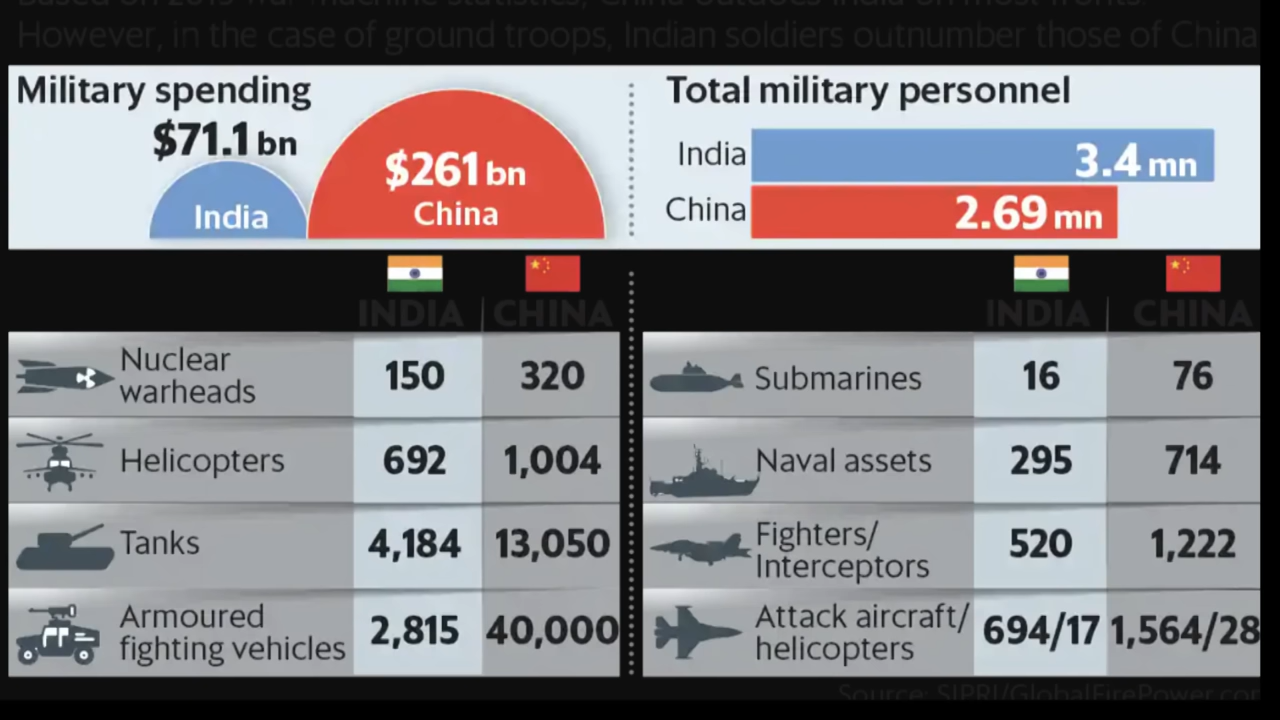 Based on 2019 war machine statistics, China outdoes India on most fronts.
However, in the case of ground troops, Indian soldiers outnumber those of China
Military spending
$71.1 bn
India
$261 bn
China
Total military personnel
India 3.4 mn
China 2.69 mn
INDIA CHINA
Nuclear warheads 150 320
Helicopters 692 1,004
Tanks 4,184 13,050
Armoured fighting vehicles 2,815 40,000
INDIA CHINA
Submarines 16 76
Naval assets 295 714
Fighters/ Interceptors 520 1,222
Attack aircraft/ helicopters 694/17 1,564/28
Source: SIPRI/GlobalFirePower.com